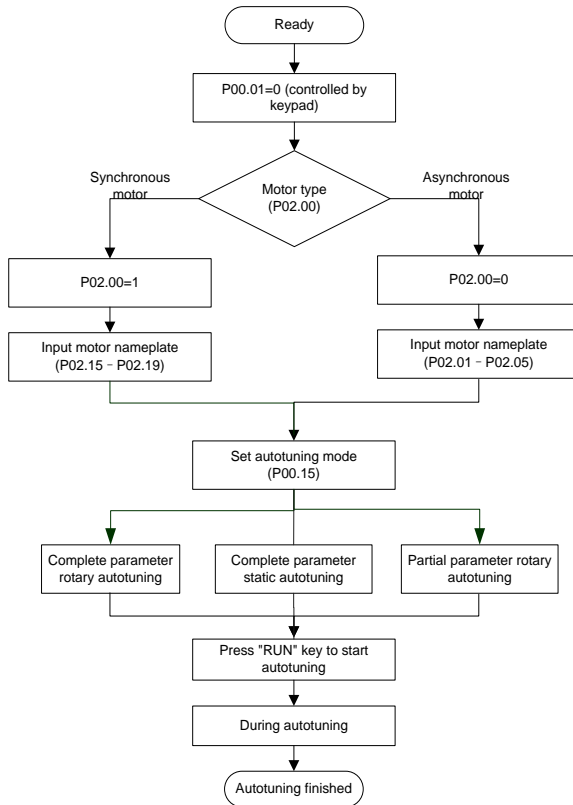 Ready
P00.01=0 (controlled by
keypad)
Synchronous
motor
Motor type
(P02.00)
Asynchronous
motor
P02.00=1
P02.00=0
Input motor nameplate
(P02.15﹣P02.19)
Input motor nameplate
(P02.01﹣P02.05)
Set autotuning mode
(P00.15)
Complete parameter
rotary autotuning
Complete parameter
static autotuning
Partial parameter rotary
autotuning
Press "RUN" key to start
autotuning
During autotuning
Autotuning finished